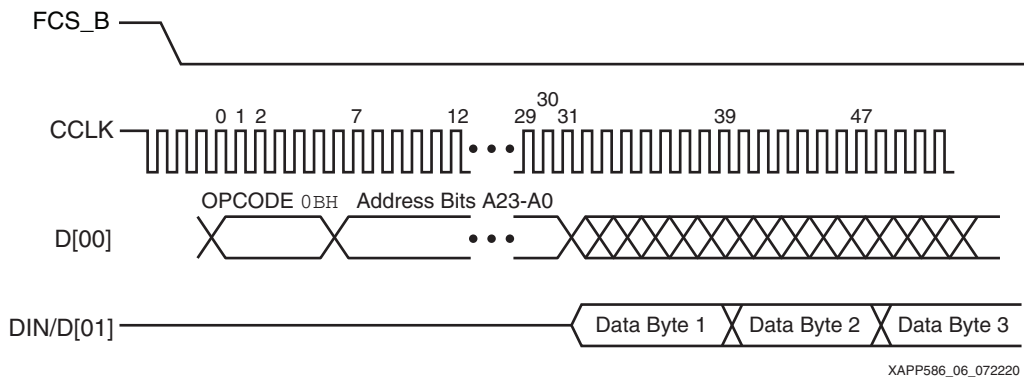 FCS_B
30
0 1 2 7 12 29 31 39 47
CCLK
OPCODE 0BH Address Bits A23-A0
D[00]
DIN/D[01] Data Byte 1 Data Byte 2 Data Byte 3
XAPP586_06_072220